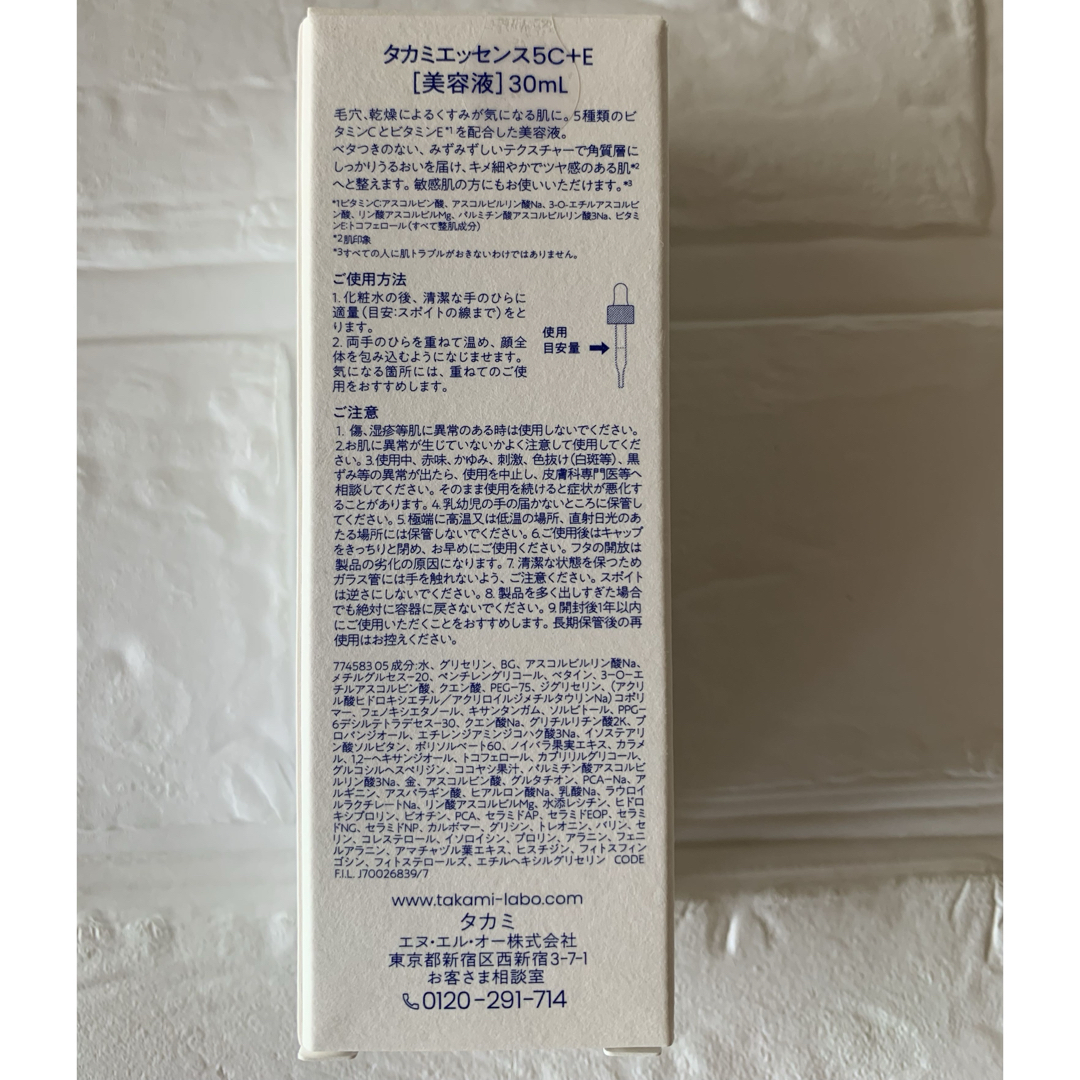 タカミエッセンス5C+E
[美容液]30mL
毛穴、乾燥によるくすみが気になる肌に。5種類のビ
タミンCとビタミンE*1を配合した美容液。
ベタつきのない、みずみずしいテクスチャーで角質層に
しっかりうるおいを届け、キメ細やかでツヤ感のある肌*2
へと整えます。敏感肌の方にもお使いいただけます。*3
*1ビタミンC:アスコルビン酸、アスコルビルリン酸Na、3-O-エチルアスコルビ
ン酸、リン酸アスコルビルMg、パルミチン酸アスコルビルリン酸3Na、ビタミ
ンE:トコフェロール(すべて整肌成分)
*2肌印象
*3すべての人に肌トラブルがおきないわけではありません。
ご使用方法
1. 化粧水の後、清潔な手のひらに
適量(目安:スポイトの線まで)をと
ります。
2. 両手のひらを重ねて温め、顔全
体を包み込むようになじませます。
気になる箇所には、重ねてのご使
用をおすすめします。
使用
目安量
ご注意
1. 傷、湿疹等肌に異常のある時は使用しないでください。
2.お肌に異常が生じていないかよく注意して使用してくだ
さい。3.使用中、赤味、かゆみ、刺激、色抜け(白斑等)、黒
ずみ等の異常が出たら、使用を中止し、皮膚科専門医等へ
相談してください。そのまま使用を続けると症状が悪化す
ることがあります。4.乳幼児の手の届かないところに保管し
てください。5.極端に高温又は低温の場所、直射日光のあ
たる場所には保管しないでください。6.ご使用後はキャップ
をきっちりと閉め、お早めにご使用ください。フタの開放は
製品の劣化の原因になります。7. 清潔な状態を保つため
ガラス管には手を触れないよう、ご注意ください。スポイト
は逆さにしないでください。8. 製品を多く出しすぎた場合
でも絶対に容器に戻さないでください。9.開封後1年以内
にご使用いただくことをおすすめします。長期保管後の再
使用はお控えください。
774583 05 成分:水、グリセリン、BG、アスコルビルリン酸Na、
メチルグルセス-20、ペンチレングリコール、ベタイン、3-O-エ
チルアスコルビン酸、クエン酸、PEG-75、ジグリセリン、(アクリ
ル酸ヒドロキシエチル/アクリロイルジメチルタウリンNa)コポリ
マー、フェノキシエタノール、キサンタンガム、ソルビトール、PPG-
6デシルテトラデセス-30、クエン酸Na、グリチルリチン酸2K、プ
ロパンジオール、エチレンジアミンジコハク酸3Na、イソステアリ
ン酸ソルビタン、ポリソルベート60、ノイバラ果実エキス、カラメ
ル、1,2-ヘキサンジオール、トコフェロール、カプリリルグリコール、
グルコシルヘスペリジン、ココヤシ果汁、パルミチン酸アスコルビ
ルリン酸3Na、金、アスコルビン酸、グルタチオン、PCA-Na、ア
ルギニン、アスパラギン酸、ヒアルロン酸Na、乳酸Na、ラウロイ
ルラクチレートNa、リン酸アスコルビルMg、水添レシチン、ヒドロ
キシプロリン、ビオチン、PCA、セラミドAP、セラミドEOP、セラミ
ドNG、セラミドNP、カルボマー、グリシン、トレオニン、バリン、セ
リン、コレステロール、イソロイシン、プロリン、アラニン、フェニ
ルアラニン、アマチャヅル葉エキス、ヒスチジン、フィトスフィン
ゴシン、フィトステロールズ、エチルヘキシルグリセリン CODE
F.I.L. J70026839/7
www.takami-labo.com
タカミ
エヌ・エル・オー株式会社
東京都新宿区西新宿3-7-1
お客さま相談室
0120-291-714